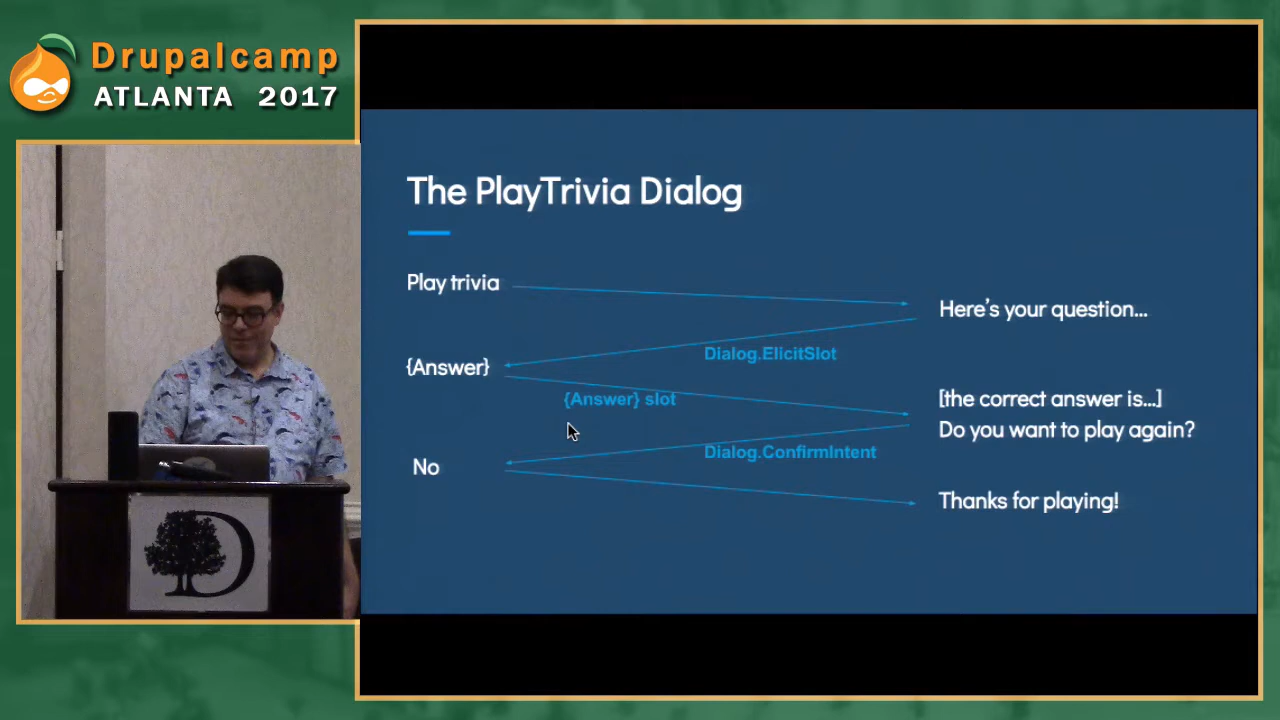 Drupalcamp
ATLANTA 2017
The PlayTrivia Dialog
Play trivia
Here's your question...
Dialog.ElicitSlot
{Answer}
{Answer} slot
[the correct answer is...]
Do you want to play again?
Dialog.ConfirmIntent
No
Thanks for playing!
D